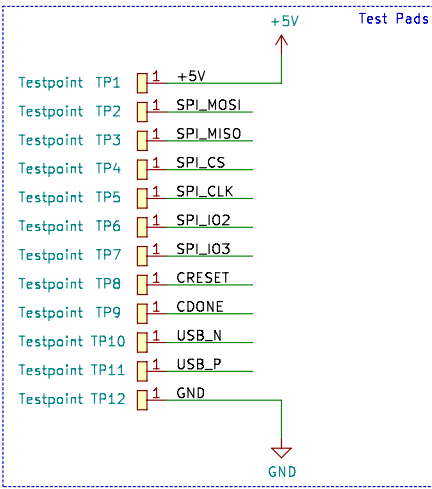 +5V Test Pads
Testpoint TP1 1 +5V
Testpoint TP2 1 SPI_MOSI
Testpoint TP3 1 SPI_MISO
Testpoint TP4 1 SPI_CS
Testpoint TP5 1 SPI_CLK
Testpoint TP6 1 SPI_IO2
Testpoint TP7 1 SPI_IO3
Testpoint TP8 1 CRESET
Testpoint TP9 1 CDONE
Testpoint TP10 1 USB_N
Testpoint TP11 1 USB_P
Testpoint TP12 1 GND
GND